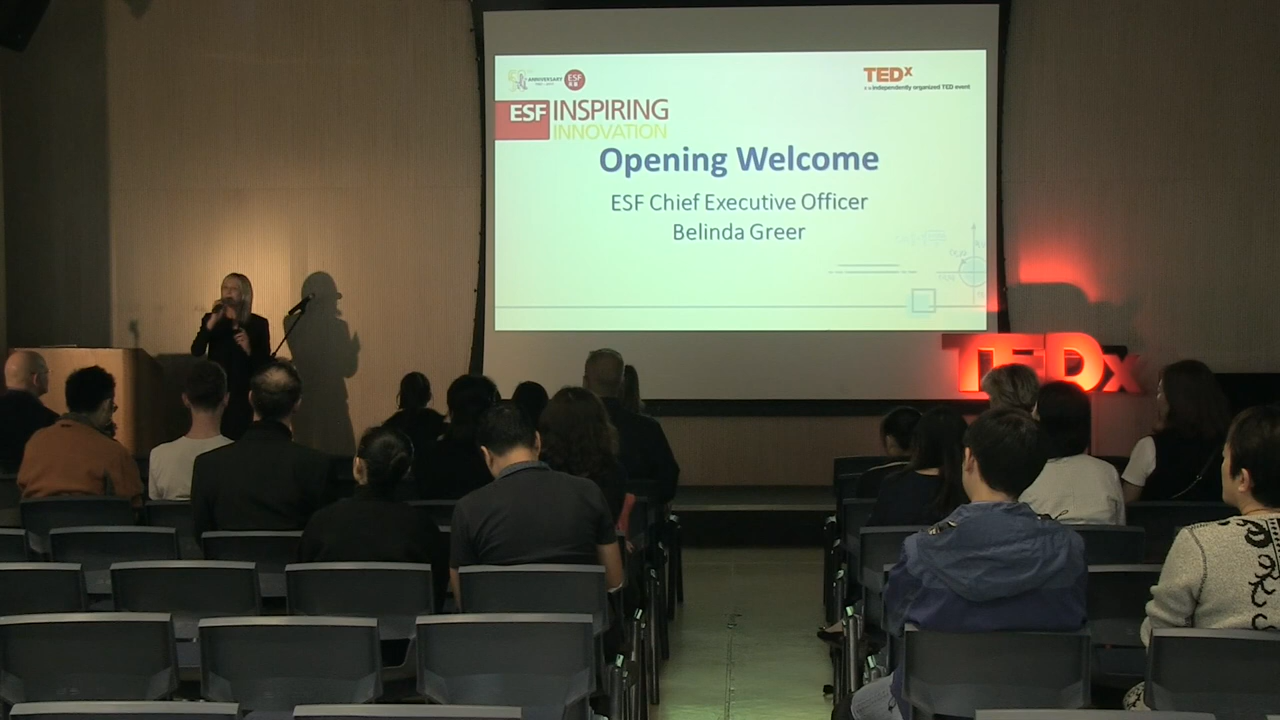 ANNIVERSARY
ESF
TEDx
independently organized TED event
ESF INSPIRING
INNOVATION
Opening Welcome
ESF Chief Executive Officer
Belinda Greer
TEDx